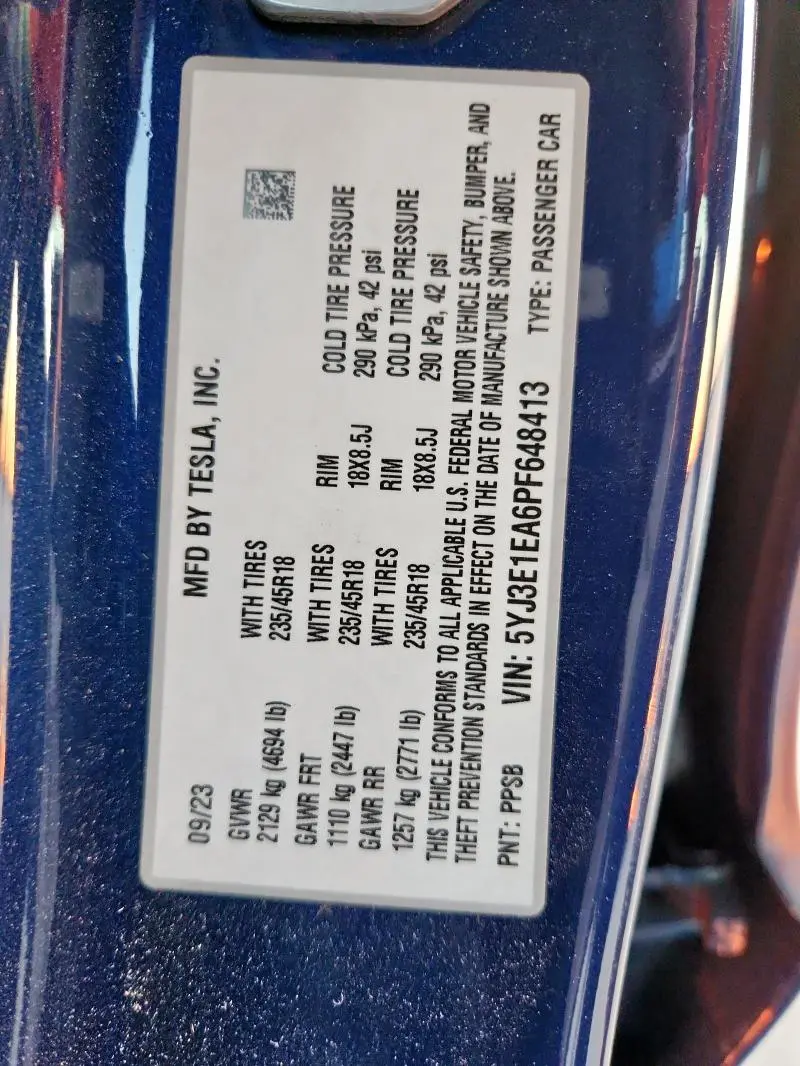 MFD BY TESLA, INC.
09/23
GVWR WITH TIRES
2129 kg (4694 lb) 235/45R18
GAWR FRT WITH TIRES RIM COLD TIRE PRESSURE
1110 kg (2447 lb) 235/45R18 18X8.5J 290 kPa, 42 psi
GAWR RR WITH TIRES RIM COLD TIRE PRESSURE
1257 kg (2771 lb) 235/45R18 18X8.5J 290 kPa, 42 psi
THIS VEHICLE CONFORMS TO ALL APPLICABLE U.S. FEDERAL MOTOR VEHICLE SAFETY, BUMPER, AND
THEFT PREVENTION STANDARDS IN EFFECT ON THE DATE OF MANUFACTURE SHOWN ABOVE.
PNT: PPSB VIN: 5YJ3E1EA6PF648413 TYPE: PASSENGER CAR